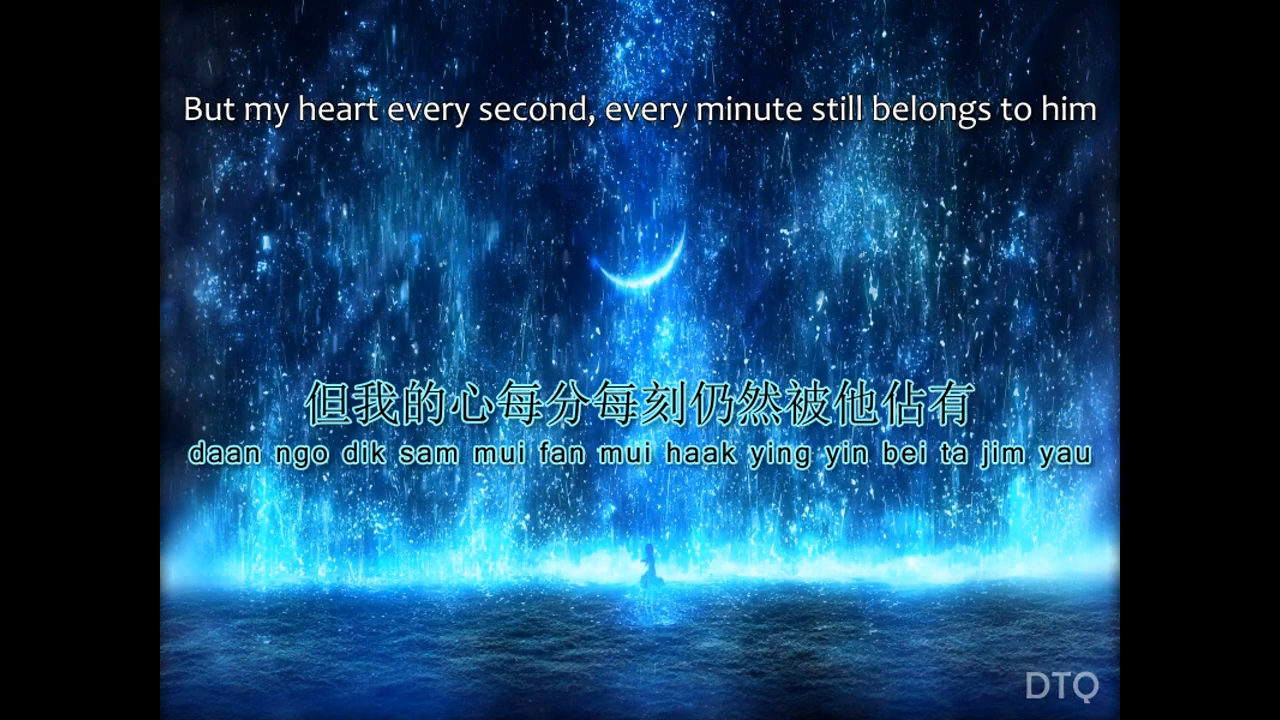 But my heart every second, every minute still belongs to him
但我的心每分每刻仍然被他佔有
daan ngo dik sam mui fan mui haak ying yin bei ta jim yau
DTQ